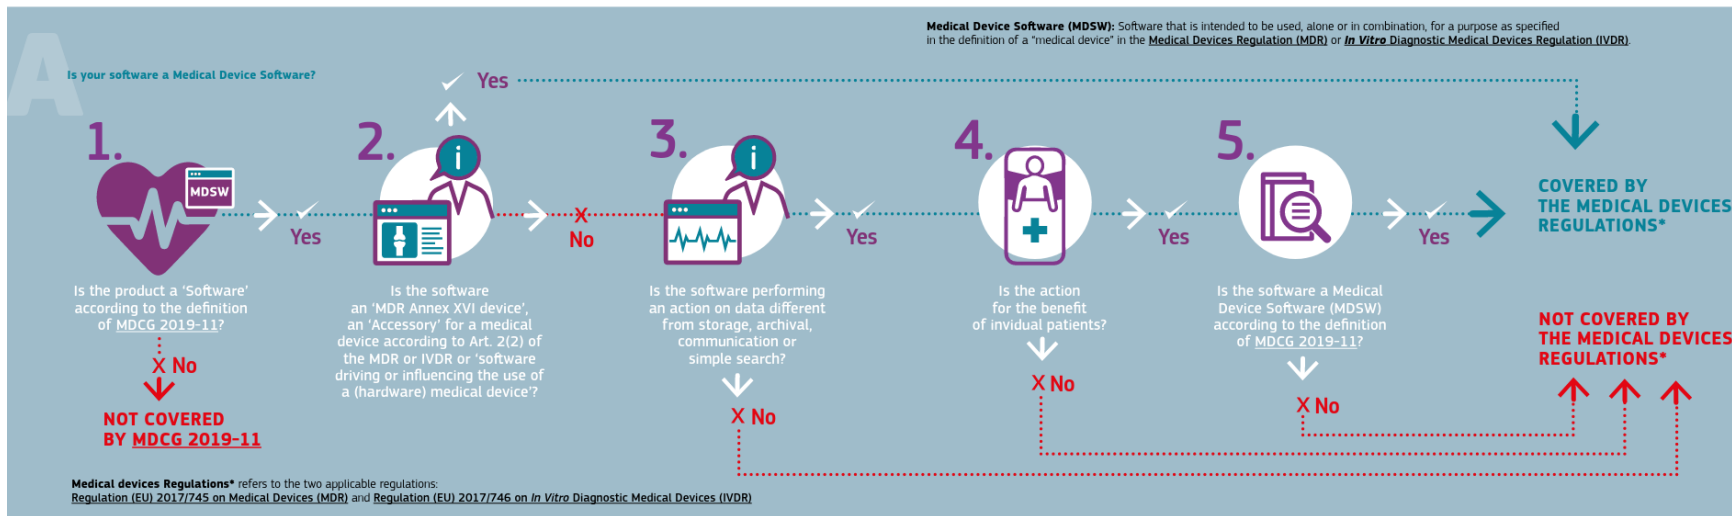 Medical Device Software (MDSW): Software that is intended to be used, alone or in combination, for a purpose as specified
in the definition of a "medical device" in the Medical Devices Regulation (MDR) or In Vitro Diagnostic Medical Devices Regulation (IVDR).
A
Is your software a Medical Device Software?
1.
MDSW
Yes
Is the product a ‘Software’
according to the definition
of MDCG 2019-11?
X No
NOT COVERED
BY MDCG 2019-11
2.
i
Yes
X
No
Is the software
an ‘MDR Annex XVI device’,
an ‘Accessory’ for a medical
device according to Art. 2(2) of
the MDR or IVDR or ‘software
driving or influencing the use of
a (hardware) medical device’?
3.
i
Yes
Is the software performing
an action on data different
from storage, archival,
communication or
simple search?
X No
4.
Yes
Is the action
for the benefit
of invidual patients?
X No
5.
Yes
Is the software a Medical
Device Software (MDSW)
according to the definition
of MDCG 2019-11?
X No
COVERED BY
THE MEDICAL DEVICES
REGULATIONS*
NOT COVERED BY
THE MEDICAL DEVICES
REGULATIONS*
Medical devices Regulations* refers to the two applicable regulations:
Regulation (EU) 2017/745 on Medical Devices (MDR) and Regulation (EU) 2017/746 on In Vitro Diagnostic Medical Devices (IVDR)